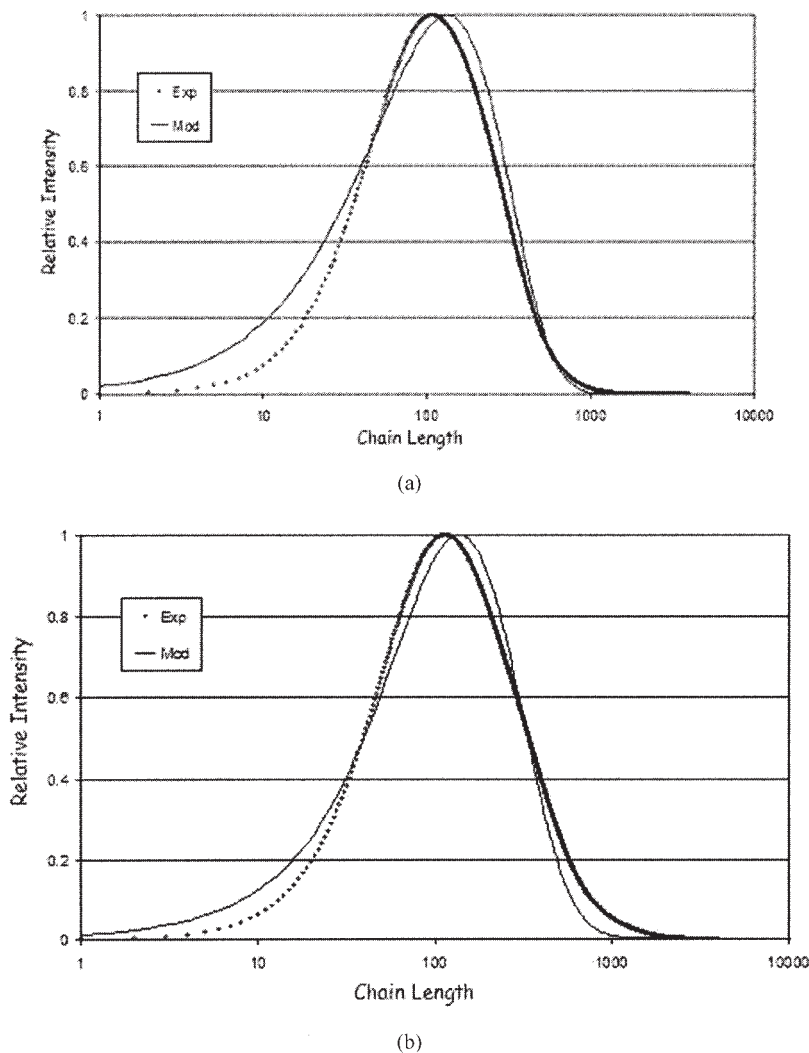 1
0.8
0.6
0.4
0.2
0
Relative Intensity
Exp
Mod
1 10 100 1000 10000
Chain Length
(a)
1
0.8
0.6
0.4
0.2
0
Relative Intensity
Exp
Mod
1 10 100 1000 10000
Chain Length
(b)